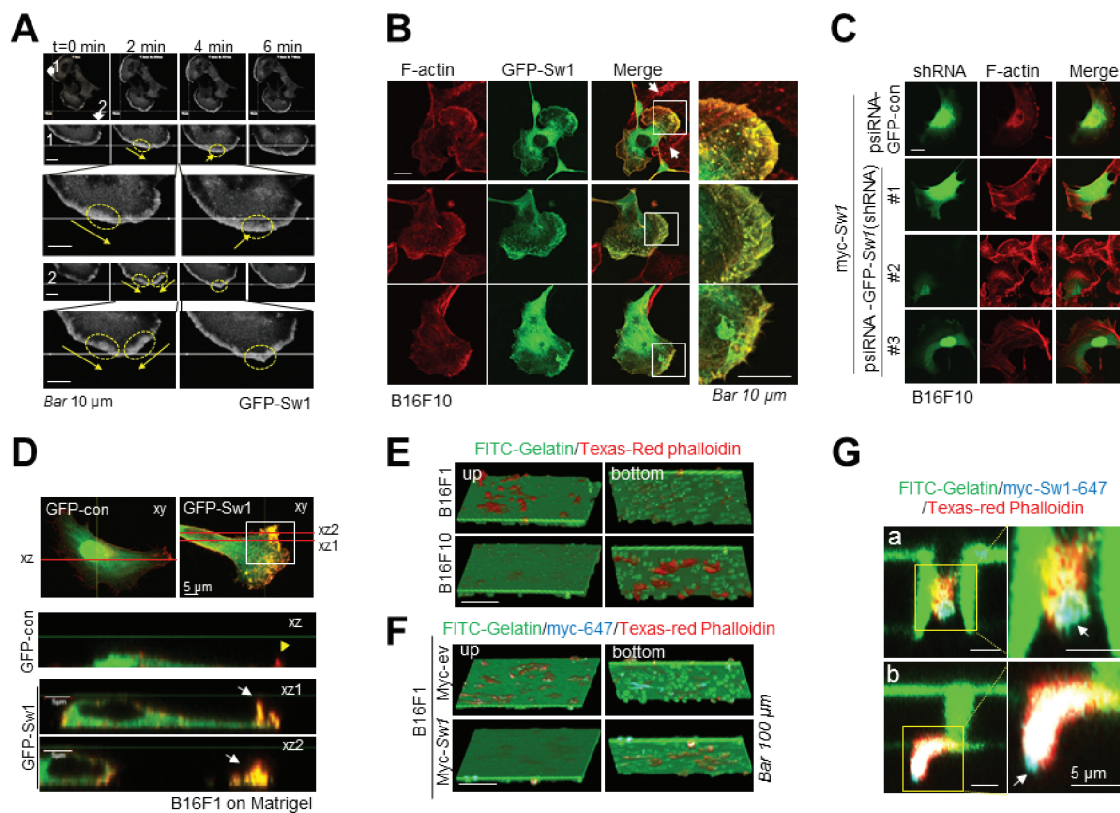 A
t=0 min 2 min 4 min 6 min
1
2
1
2
Bar 10 µm GFP-Sw1
B
F-actin GFP-Sw1 Merge
B16F10 Bar 10 µm
C
shRNA F-actin Merge
psiRNA-
GFP-con
myc-Sw1
psiRNA -GFP-Sw1(shRNA)
#1
#2
#3
B16F10
D
GFP-con xy GFP-Sw1 xy
xz
xz2
xz1
5 µm
GFP-con
xz
GFP-Sw1
5µm
xz1
5µm
xz2
B16F1 on Matrigel
E
FITC-Gelatin/Texas-Red phalloidin
up bottom
B16F1
B16F10
F
FITC-Gelatin/myc-647/Texas-red Phalloidin
up bottom
B16F1
Myc-ev
Myc-Sw1
Bar 100 µm
G
FITC-Gelatin/myc-Sw1-647
/Texas-red Phalloidin
a
b
5 µm